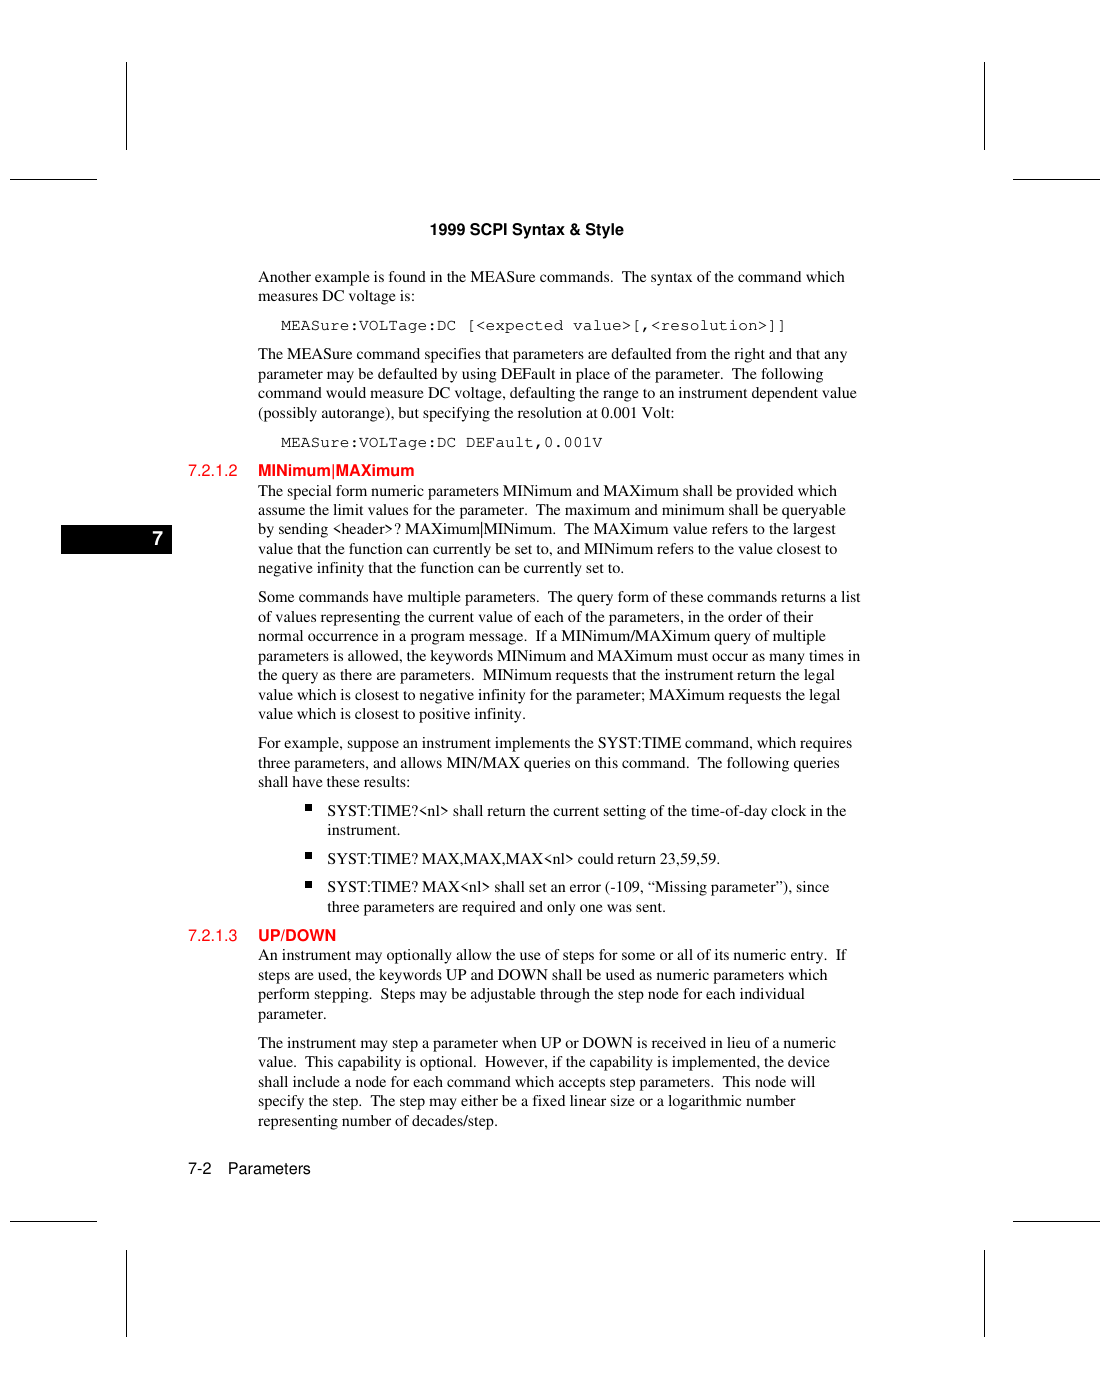 1999 SCPI Syntax & Style
Another example is found in the MEASure commands.  The syntax of the command which
measures DC voltage is:
MEASure:VOLTage:DC [<expected value>[,<resolution>]]
The MEASure command specifies that parameters are defaulted from the right and that any
parameter may be defaulted by using DEFault in place of the parameter.  The following
command would measure DC voltage, defaulting the range to an instrument dependent value
(possibly autorange), but specifying the resolution at 0.001 Volt:
MEASure:VOLTage:DC DEFault,0.001V
7.2.1.2 MINimum|MAXimum
The special form numeric parameters MINimum and MAXimum shall be provided which
assume the limit values for the parameter.  The maximum and minimum shall be queryable
by sending <header>? MAXimum|MINimum.  The MAXimum value refers to the largest
7
value that the function can currently be set to, and MINimum refers to the value closest to
negative infinity that the function can be currently set to.
Some commands have multiple parameters.  The query form of these commands returns a list
of values representing the current value of each of the parameters, in the order of their
normal occurrence in a program message.  If a MINimum/MAXimum query of multiple
parameters is allowed, the keywords MINimum and MAXimum must occur as many times in
the query as there are parameters.  MINimum requests that the instrument return the legal
value which is closest to negative infinity for the parameter; MAXimum requests the legal
value which is closest to positive infinity.
For example, suppose an instrument implements the SYST:TIME command, which requires
three parameters, and allows MIN/MAX queries on this command.  The following queries
shall have these results:
■ SYST:TIME?<nl> shall return the current setting of the time-of-day clock in the
instrument.
■ SYST:TIME? MAX,MAX,MAX<nl> could return 23,59,59.
■ SYST:TIME? MAX<nl> shall set an error (-109, “Missing parameter”), since
three parameters are required and only one was sent.
7.2.1.3 UP/DOWN
An instrument may optionally allow the use of steps for some or all of its numeric entry.  If
steps are used, the keywords UP and DOWN shall be used as numeric parameters which
perform stepping.  Steps may be adjustable through the step node for each individual
parameter.
The instrument may step a parameter when UP or DOWN is received in lieu of a numeric
value.  This capability is optional.  However, if the capability is implemented, the device
shall include a node for each command which accepts step parameters.  This node will
specify the step.  The step may either be a fixed linear size or a logarithmic number
representing number of decades/step.
7-2 Parameters